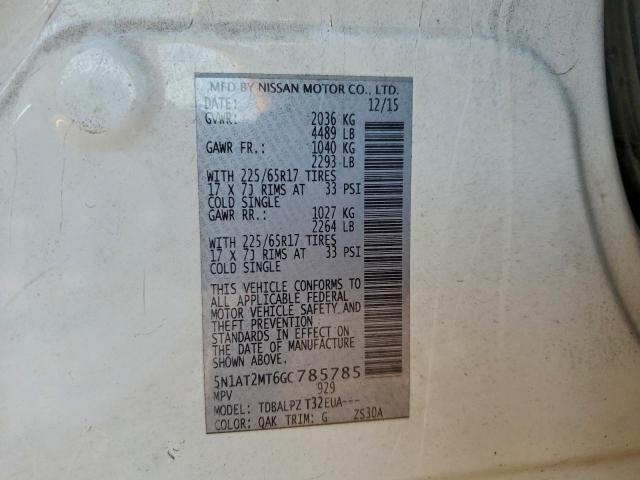 MFD BY NISSAN MOTOR CO., LTD.
DATE: 12/15
GVWR: 2036 KG
4489 LB
GAWR FR.: 1040 KG
2293 LB
WITH 225/65R17 TIRES
17 X 7J RIMS AT 33 PSI
COLD SINGLE
GAWR RR.: 1027 KG
2264 LB
WITH 225/65R17 TIRES
17 X 7J RIMS AT 33 PSI
COLD SINGLE
THIS VEHICLE CONFORMS TO
ALL APPLICABLE FEDERAL
MOTOR VEHICLE SAFETY AND
THEFT PREVENTION
STANDARDS IN EFFECT ON
THE DATE OF MANUFACTURE
SHOWN ABOVE.
5N1AT2MT6GC785785
MPV 929
MODEL: TDBALPZ T32EUA---
COLOR: QAK TRIM: G ZS30A